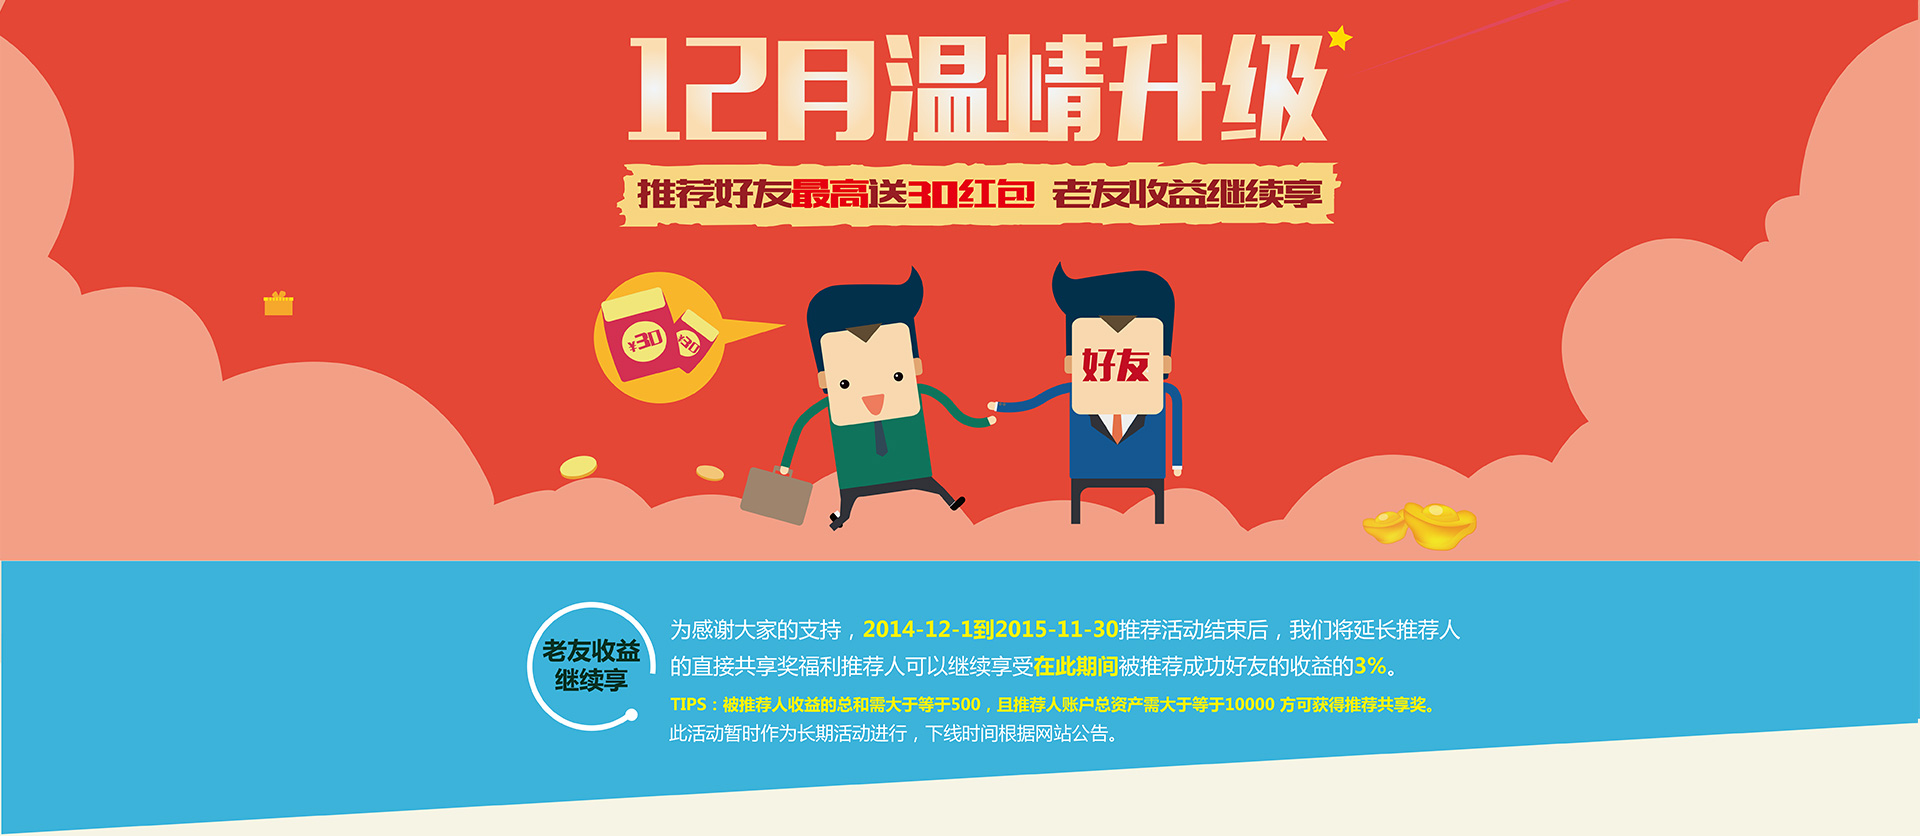 12月温情升级
推荐好友最高送30红包 老友收益继续享
¥30
¥30
好友
老友收益
继续享
为感谢大家的支持，2014-12-1到2015-11-30推荐活动结束后，我们将延长推荐人
的直接共享奖福利推荐人可以继续享受在此期间被推荐成功好友的收益的3%。
TIPS：被推荐人收益的总和需大于等于500，且推荐人账户总资产需大于等于10000 方可获得推荐共享奖。
此活动暂时作为长期活动进行，下线时间根据网站公告。